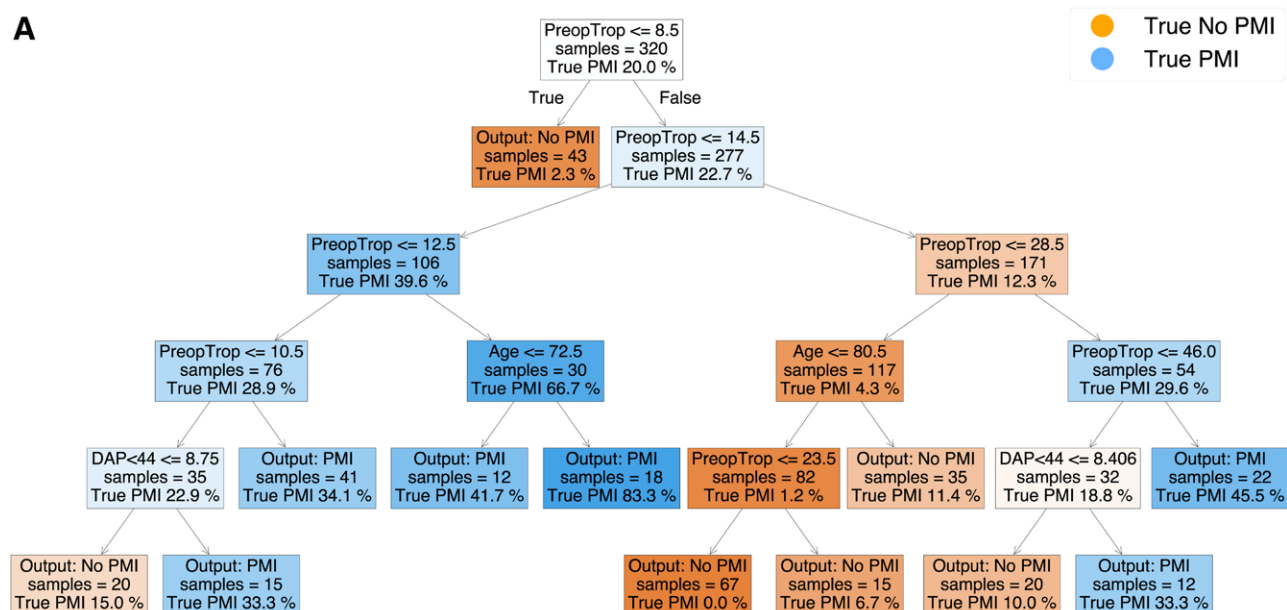 A
True No PMI
True PMI
PreopTrop <= 8.5
samples = 320
True PMI 20.0 %
True
False
Output: No PMI
samples = 43
True PMI 2.3 %
PreopTrop <= 14.5
samples = 277
True PMI 22.7 %
PreopTrop <= 12.5
samples = 106
True PMI 39.6 %
PreopTrop <= 28.5
samples = 171
True PMI 12.3 %
PreopTrop <= 10.5
samples = 76
True PMI 28.9 %
Age <= 72.5
samples = 30
True PMI 66.7 %
Age <= 80.5
samples = 117
True PMI 4.3 %
PreopTrop <= 46.0
samples = 54
True PMI 29.6 %
DAP<44 <= 8.75
samples = 35
True PMI 22.9 %
Output: PMI
samples = 41
True PMI 34.1 %
Output: PMI
samples = 12
True PMI 41.7 %
Output: PMI
samples = 18
True PMI 83.3 %
PreopTrop <= 23.5
samples = 82
True PMI 1.2 %
Output: No PMI
samples = 35
True PMI 11.4 %
DAP<44 <= 8.406
samples = 32
True PMI 18.8 %
Output: PMI
samples = 22
True PMI 45.5 %
Output: No PMI
samples = 20
True PMI 15.0 %
Output: PMI
samples = 15
True PMI 33.3 %
Output: No PMI
samples = 67
True PMI 0.0 %
Output: No PMI
samples = 15
True PMI 6.7 %
Output: No PMI
samples = 20
True PMI 10.0 %
Output: PMI
samples = 12
True PMI 33.3 %